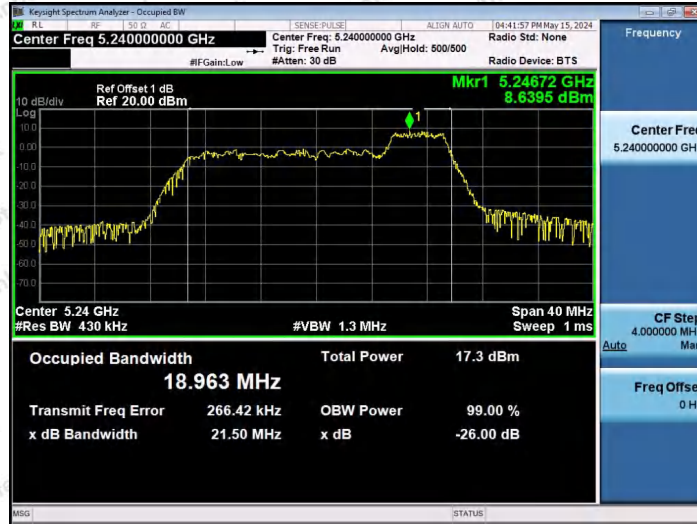 Keysight Spectrum Analyzer - Occupied BW
RL RF 50 Ω AC SENSE:PULSE ALIGN AUTO 04:41:57 PM May 15, 2024
Center Freq 5.240000000 GHz
Center Freq: 5.240000000 GHz Radio Std: None
Trig: Free Run Avg|Hold: 500/500
#IFGain:Low #Atten: 30 dB Radio Device: BTS
Frequency
Ref Offset 1 dB
Mkr1 5.24672 GHz
10 dB/div Ref 20.00 dBm 8.6395 dBm
Log
10.0
0.00
-10.0
-20.0
-30.0
-40.0
-50.0
-60.0
-70.0
1
Center Freq
5.240000000 GH
Center 5.24 GHz Span 40 MHz
#Res BW 430 kHz #VBW 1.3 MHz Sweep 1 ms
CF Step
4.000000 MH
Auto Ma
Occupied Bandwidth Total Power 17.3 dBm
18.963 MHz
Freq Offse
0 H
Transmit Freq Error 266.42 kHz OBW Power 99.00 %
x dB Bandwidth 21.50 MHz x dB -26.00 dB
MSG STATUS